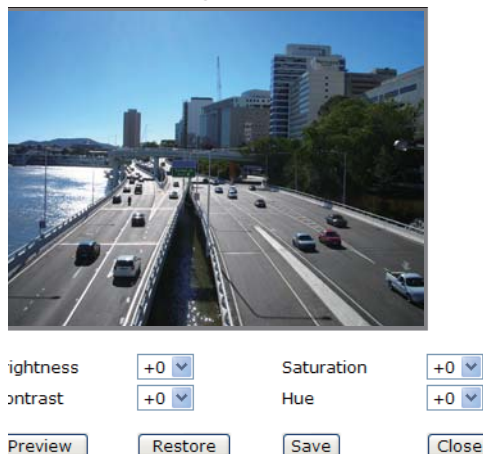 ightness +0 Saturation +0
ontrast +0 Hue +0
Preview Restore Save Close